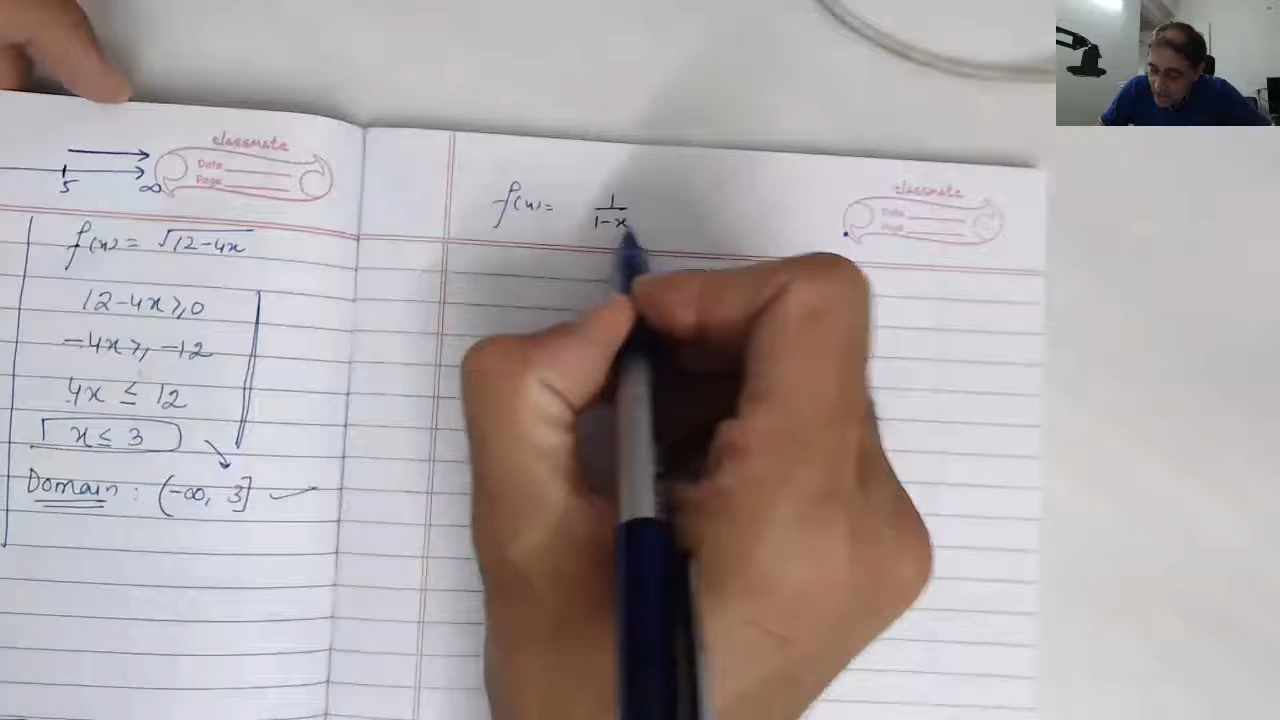 classmate
Date
Page
5 ∞
f(x) = √12-4x
12-4x ≥ 0
-4x ≥ -12
4x ≤ 12
x ≤ 3
Domain : (-∞, 3]
classmate
Date
Page
f(x) = 1/1-x